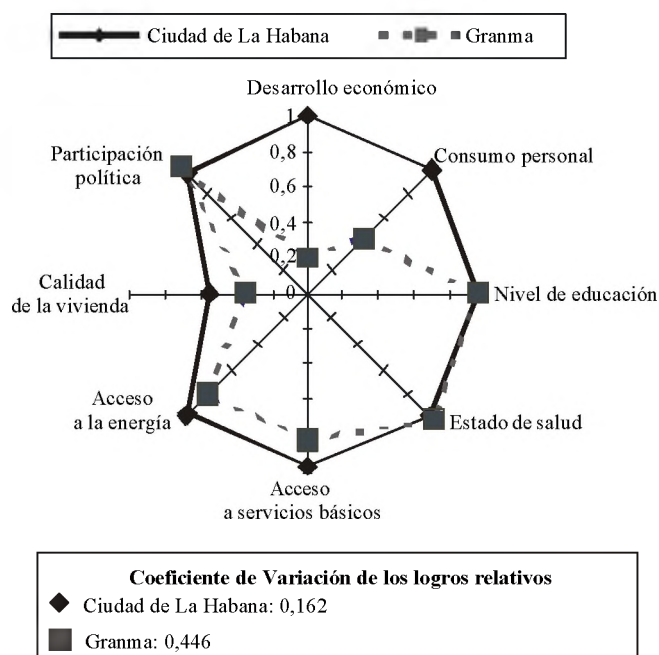 Ciudad de La Habana
Granma
Desarrollo económico
1
Participación
política
0,8
Consumo personal
0,6
0,4
0,2
Calidad
de la vivienda
0
Nivel de educación
Acceso
a la energía
Estado de salud
Acceso
a servicios básicos
Coeficiente de Variación de los logros relativos
Ciudad de La Habana: 0,162
Granma: 0,446